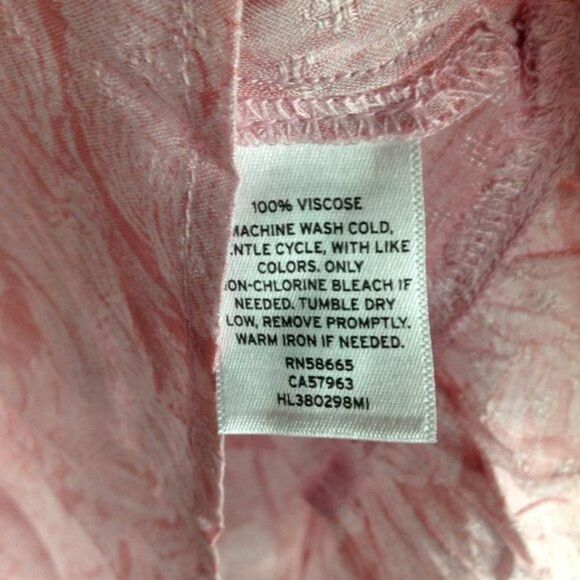 100% VISCOSE
MACHINE WASH COLD,
ENTLE CYCLE, WITH LIKE
COLORS. ONLY
ON-CHLORINE BLEACH IF
NEEDED. TUMBLE DRY
LOW, REMOVE PROMPTLY.
WARM IRON IF NEEDED.
RN58665
CA57963
HL380298MI